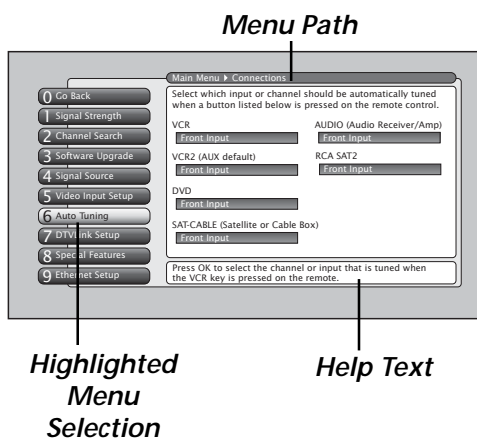 Menu Path
Main Menu ▸ Connections
0 Go Back
1 Signal Strength
2 Channel Search
3 Software Upgrade
4 Signal Source
5 Video Input Setup
6 Auto Tuning
7 DTVLink Setup
8 Special Features
9 Ethernet Setup
Select which input or channel should be automatically tuned
when a button listed below is pressed on the remote control.
VCR
Front Input
VCR2 (AUX default)
Front Input
DVD
Front Input
SAT-CABLE (Satellite or Cable Box)
Front Input
AUDIO (Audio Receiver/Amp)
Front Input
RCA SAT2
Front Input
Press OK to select the channel or input that is tuned when
the VCR key is pressed on the remote.
Highlighted
Menu
Selection
Help Text